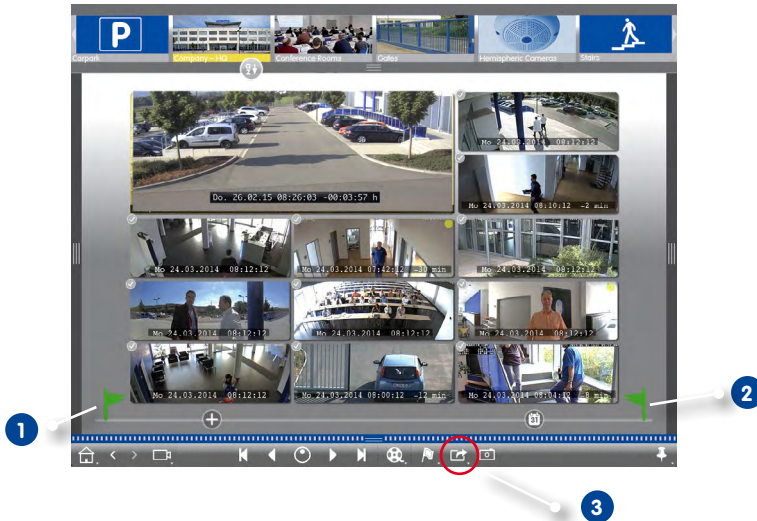 P
Carpark
Company – HQ
Conference Rooms
Gates
Hemispheric Cameras
Stairs
Mo 24.03.2014 08:12:12
Mo 24.03.2014 08:10:12 -2 min
Do. 26.02.15 08:26:03 -00:03:57 h
Mo 24.03.2014 08:12:12
Mo 24.03.2014 07:42:12 -30 min
Mo 24.03.2014 08:12:12
Mo 24.03.2014 08:12:12
Mo 24.03.2014 08:12:12
Mo 24.03.2014 08:12:12
Mo 24.03.2014 08:12:12
Mo 24.03.2014 08:00:12 -12 min
Mo 24.03.2014 08:04:12 -8 min
31
1
2
3